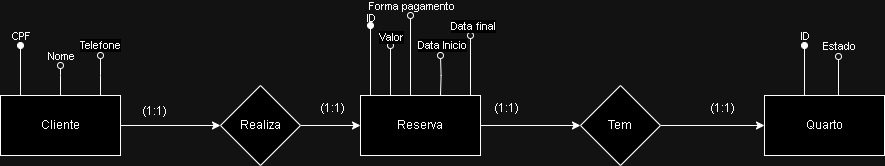 Forma pagamento
ID
Data final
CPF
Valor
Telefone
Data Inicio
ID
Estado
Nome
(1:1)
(1:1)
(1:1)
(1:1)
Cliente
Realiza
Reserva
Tem
Quarto